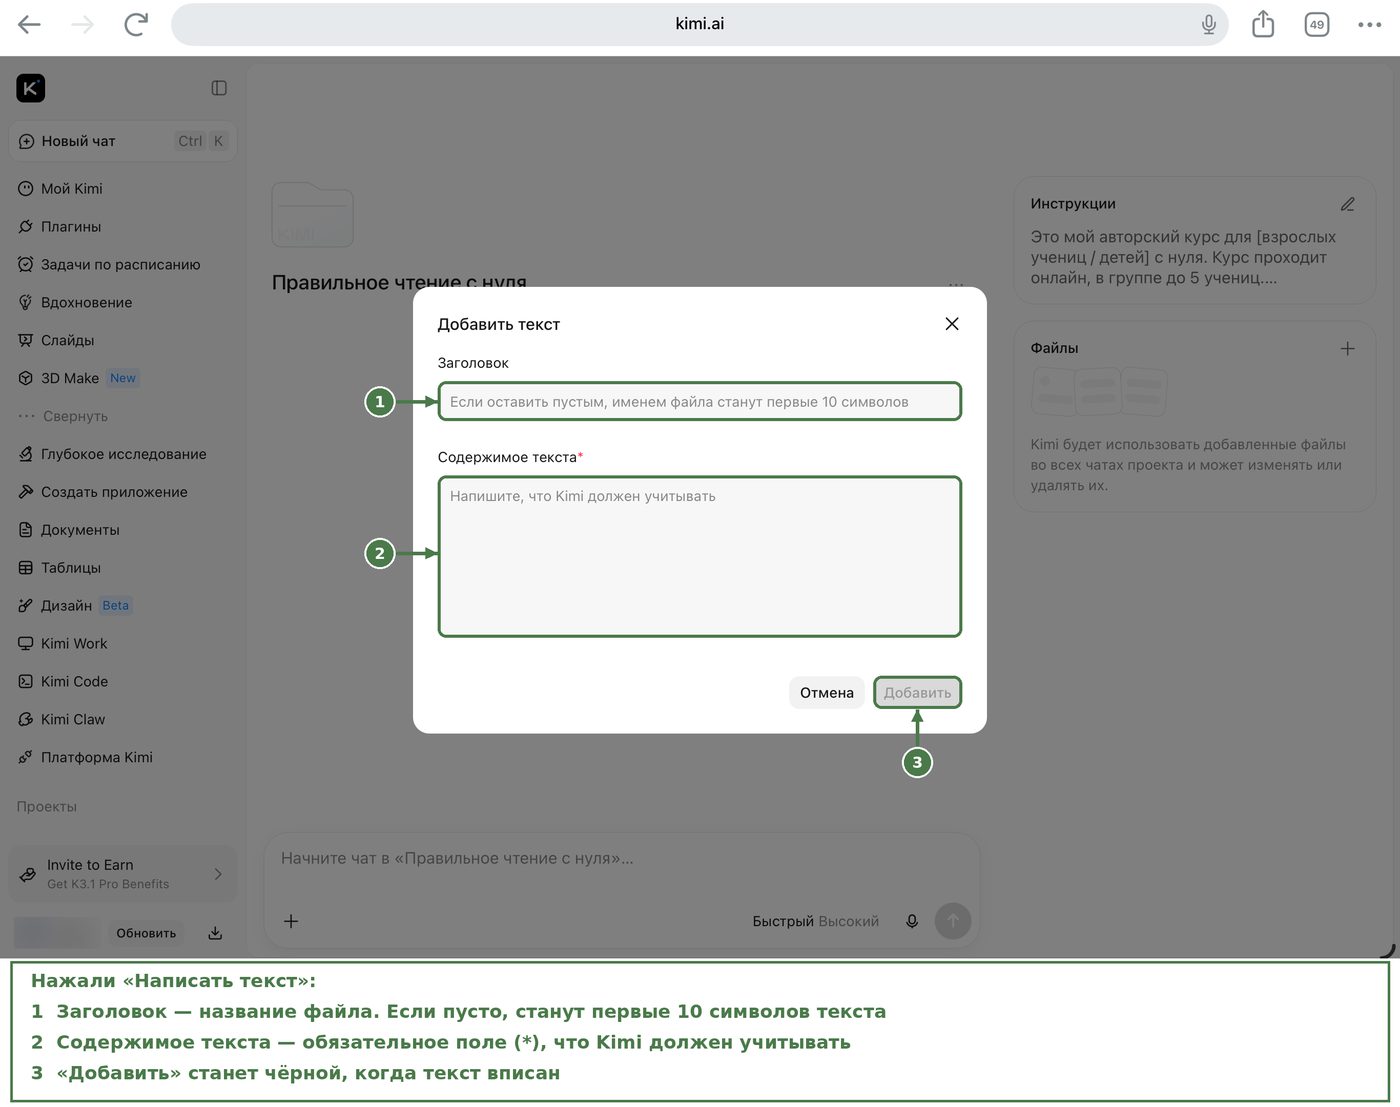 kimi.ai
49
Новый чат
Ctrl K
Мой Kimi
Плагины
Задачи по расписанию
Вдохновение
Слайды
3D Make New
Свернуть
Глубокое исследование
Создать приложение
Документы
Таблицы
Дизайн Beta
Kimi Work
Kimi Code
Kimi Claw
Платформа Kimi
Проекты
Invite to Earn
Get K3.1 Pro Benefits
Обновить
KIMI
Правильное чтение с нуля
Добавить текст
Заголовок
1
Если оставить пустым, именем файла станут первые 10 символов
Содержимое текста*
Напишите, что Kimi должен учитывать
2
Отмена
Добавить
3
Начните чат в «Правильное чтение с нуля»...
Быстрый Высокий
Инструкции
Это мой авторский курс для [взрослых
учениц / детей] с нуля. Курс проходит
онлайн, в группе до 5 учениц....
Файлы
Kimi будет использовать добавленные файлы
во всех чатах проекта и может изменять или
удалять их.
Нажали «Написать текст»:
1 Заголовок — название файла. Если пусто, станут первые 10 символов текста
2 Содержимое текста — обязательное поле (*), что Kimi должен учитывать
3 «Добавить» станет чёрной, когда текст вписан